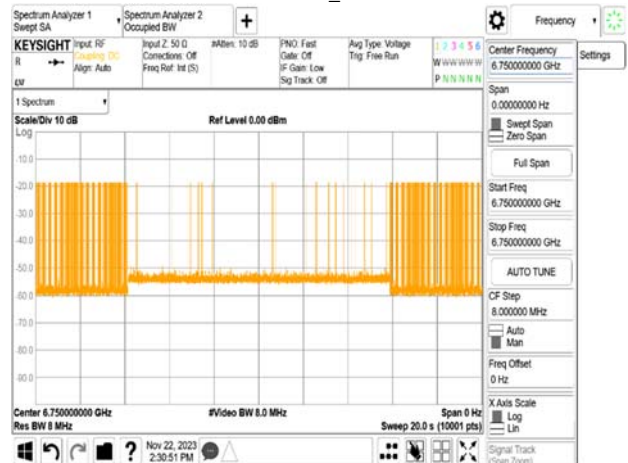 Spectrum Analyzer 1
Swept SA
Spectrum Analyzer 2
Occupied BW
Frequency
KEYSIGHT
R
Input: RF
Coupling: DC
Align: Auto
Input Z: 50 Ω
Corrections: Off
Freq Ref: Int (S)
#Atten: 10 dB
PNO: Fast
Gate: Off
IF Gain: Low
Sig Track: Off
Avg Type: Voltage
Trig: Free Run
1 2 3 4 5 6
W W W W W W
P N N N N N
Center Frequency
6.750000000 GHz
Settings
Span
0.00000000 Hz
Swept Span
Zero Span
Full Span
Start Freq
6.750000000 GHz
Stop Freq
6.750000000 GHz
AUTO TUNE
CF Step
8.000000 MHz
Auto
Man
Freq Offset
0 Hz
X Axis Scale
Log
Lin
Signal Track
(Span Zoom)
1 Spectrum
Scale/Div 10 dB
Ref Level 0.00 dBm
Log
-10.0
-20.0
-30.0
-40.0
-50.0
-60.0
-70.0
-80.0
-90.0
Center 6.750000000 GHz
#Video BW 8.0 MHz
Span 0 Hz
Res BW 8 MHz
Sweep 20.0 s (10001 pts)
Nov 22, 2023
2:30:51 PM